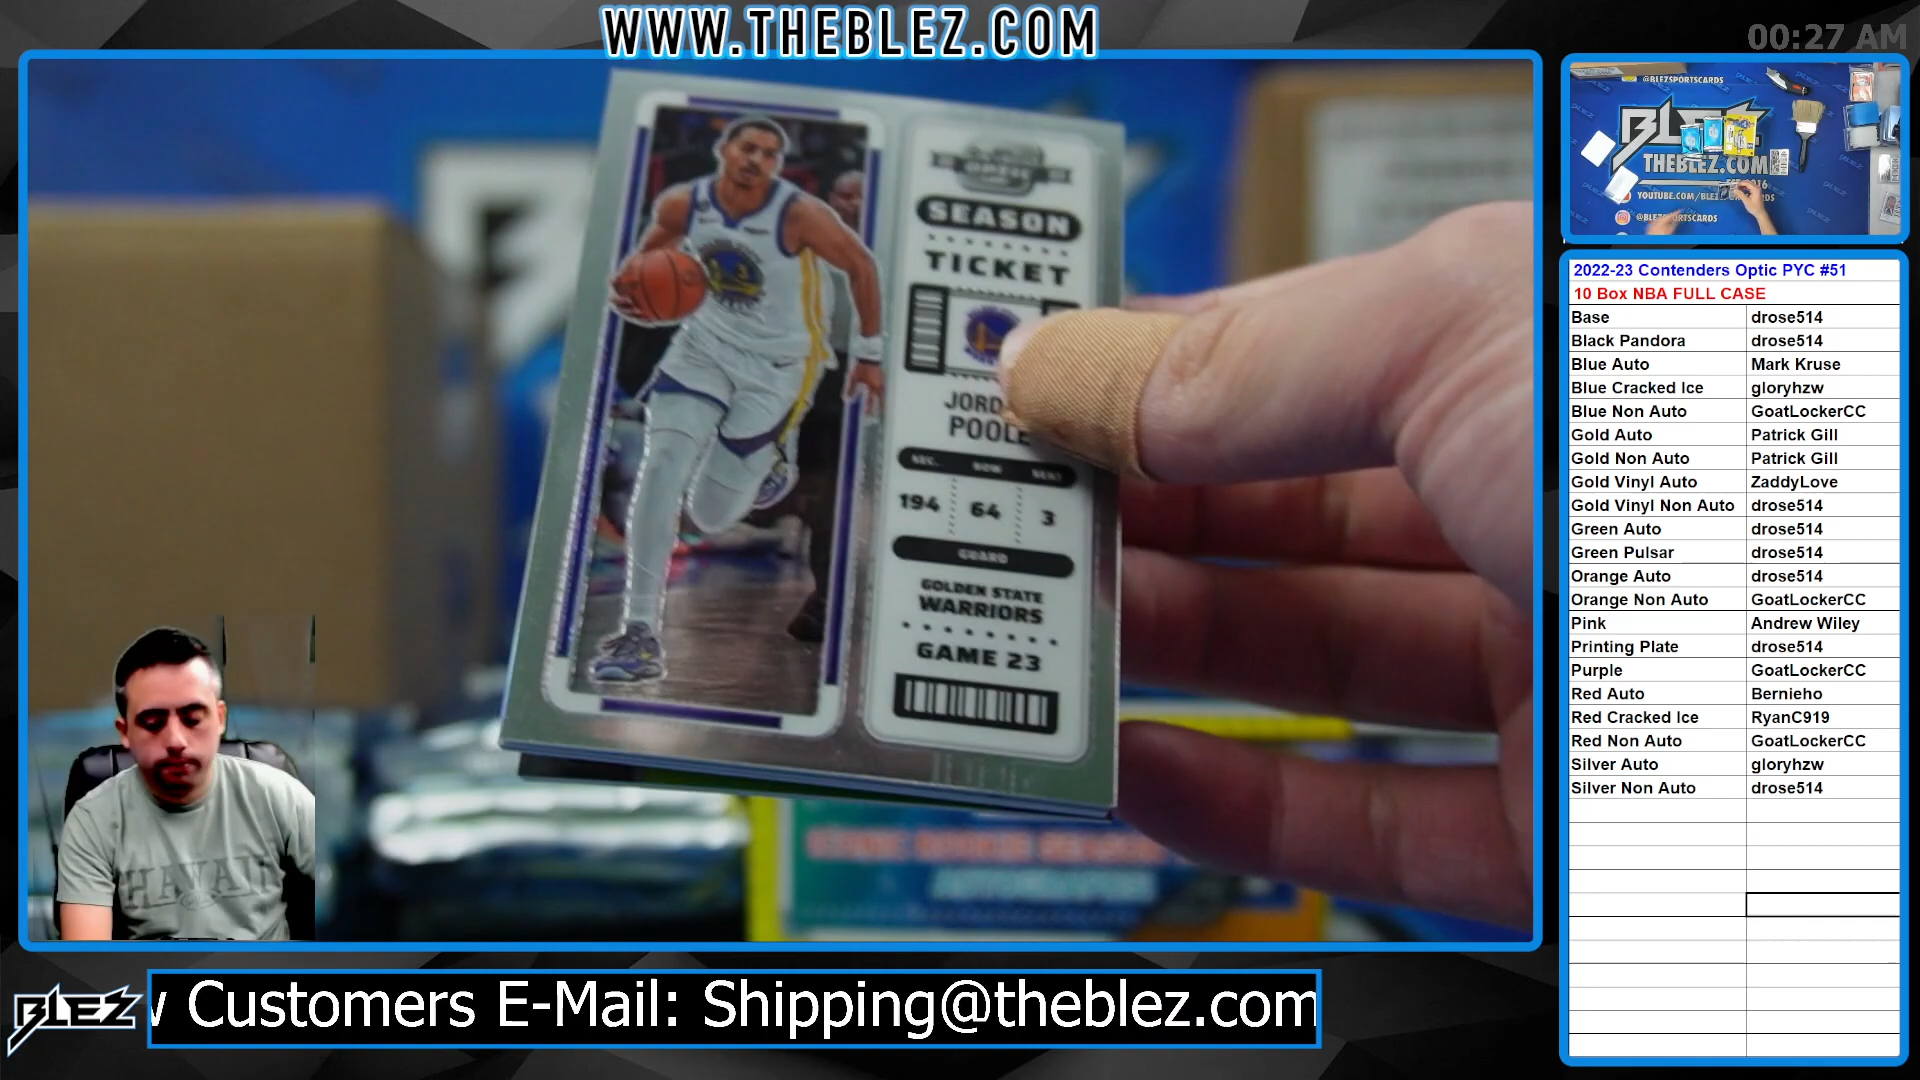 WWW.THEBLEZ.COM
00:27 AM
OPTIC
SEASON
TICKET
JORD
POOLE
SEC. ROW SEAT
194 64 3
GUARD
GOLDEN STATE
WARRIORS
GAME 23
@BLEZSPORTSCARDS
THEBLEZ.COM
2022-23 Contenders Optic PYC #51
10 Box NBA FULL CASE
Base drose514
Black Pandora drose514
Blue Auto Mark Kruse
Blue Cracked Ice gloryhzw
Blue Non Auto GoatLockerCC
Gold Auto Patrick Gill
Gold Non Auto Patrick Gill
Gold Vinyl Auto ZaddyLove
Gold Vinyl Non Auto drose514
Green Auto drose514
Green Pulsar drose514
Orange Auto drose514
Orange Non Auto GoatLockerCC
Pink Andrew Wiley
Printing Plate drose514
Purple GoatLockerCC
Red Auto Bernieho
Red Cracked Ice RyanC919
Red Non Auto GoatLockerCC
Silver Auto gloryhzw
Silver Non Auto drose514
BLEZ
w Customers E-Mail: Shipping@theblez.com